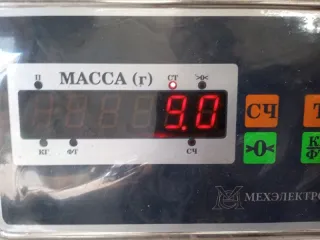 МАССА (г)
П СТ >0<
9.0
КГ ФТ СЧ
СЧ
>0<
МЕХЭЛЕКТРО